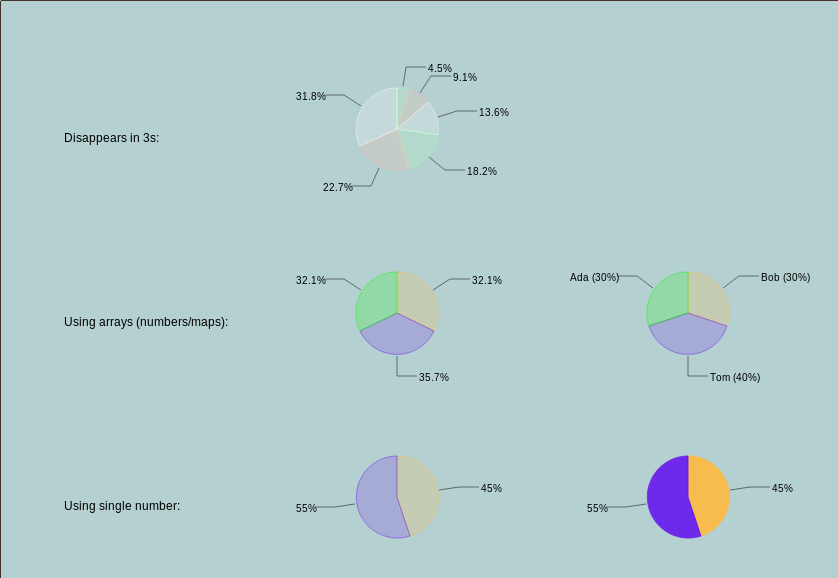 4.5%
9.1%
31.8%
13.6%
Disappears in 3s:
18.2%
22.7%
32.1%
32.1%
Ada (30%)
Bob (30%)
Using arrays (numbers/maps):
35.7%
Tom (40%)
45%
45%
55%
55%
Using single number: